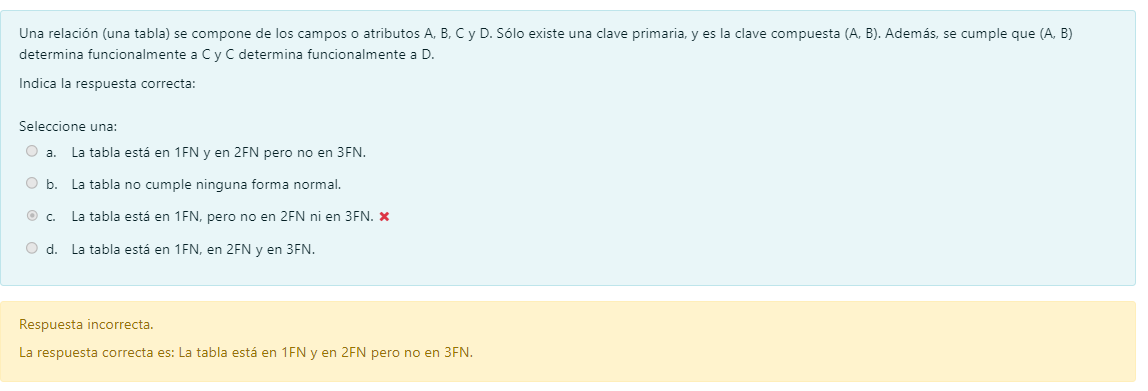 Una relación (una tabla) se compone de los campos o atributos A, B, C y D. Sólo existe una clave primaria, y es la clave compuesta (A, B). Además, se cumple que (A, B)
determina funcionalmente a C y C determina funcionalmente a D.
Indica la respuesta correcta:
Seleccione una:
a. La tabla está en 1FN y en 2FN pero no en 3FN.
b. La tabla no cumple ninguna forma normal.
c. La tabla está en 1FN, pero no en 2FN ni en 3FN.
d. La tabla está en 1FN, en 2FN y en 3FN.
Respuesta incorrecta.
La respuesta correcta es: La tabla está en 1FN y en 2FN pero no en 3FN.